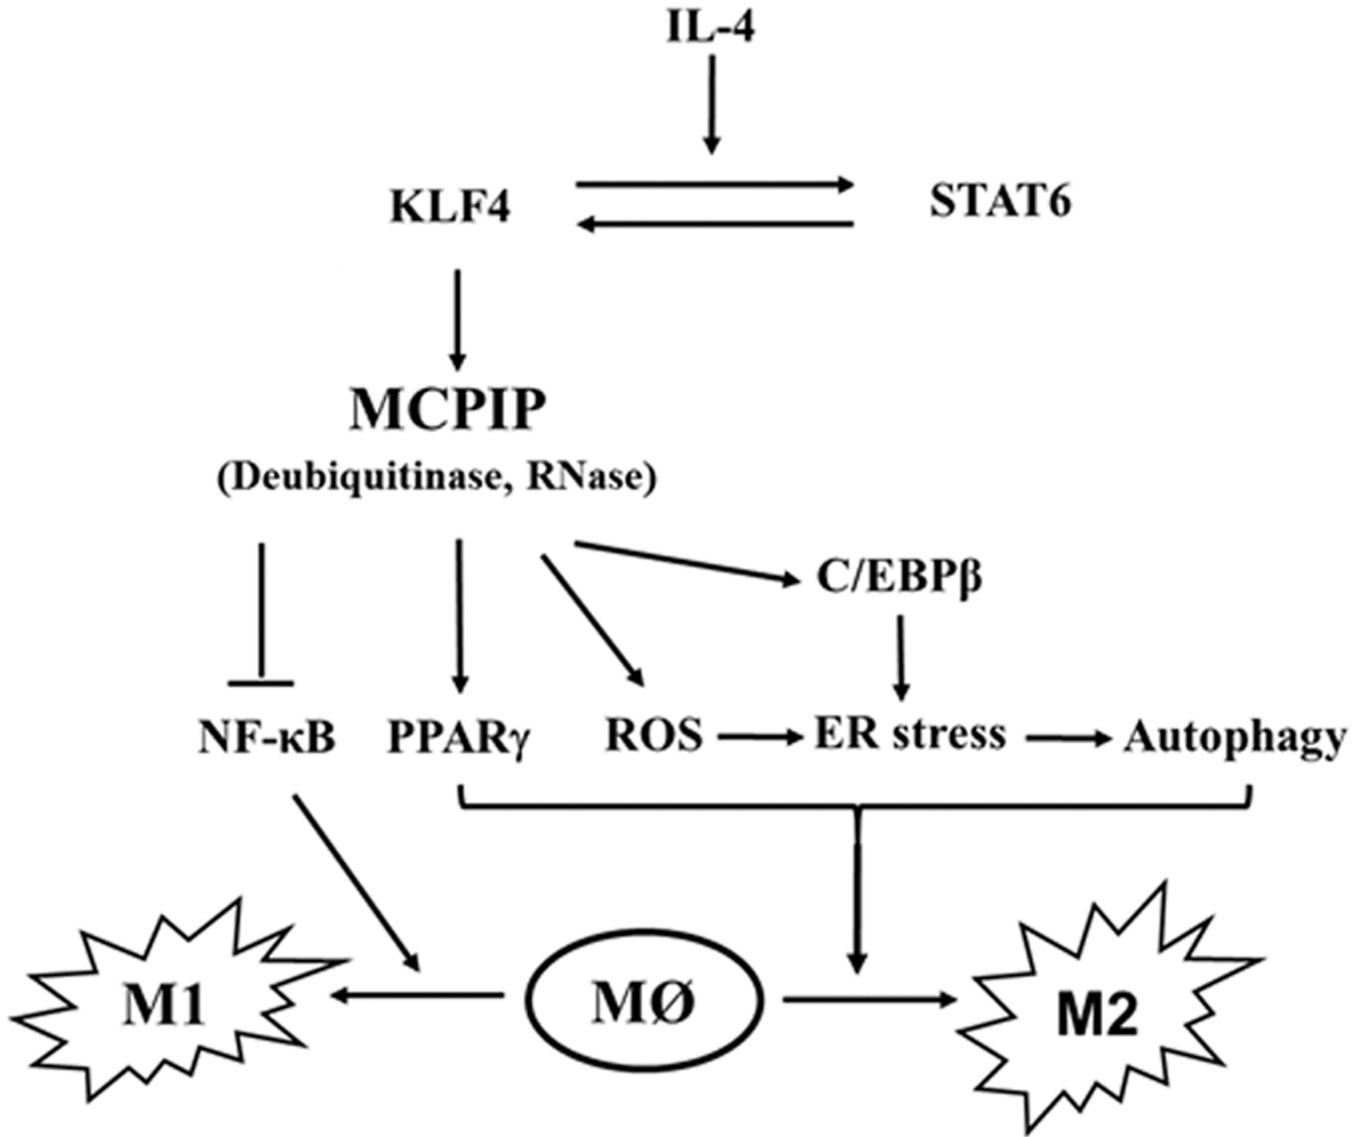 IL-4
KLF4
STAT6
MCPIP
(Deubiquitinase, RNase)
C/EBPβ
NF-κB
PPARγ
ROS
ER stress
Autophagy
M1
MØ
M2